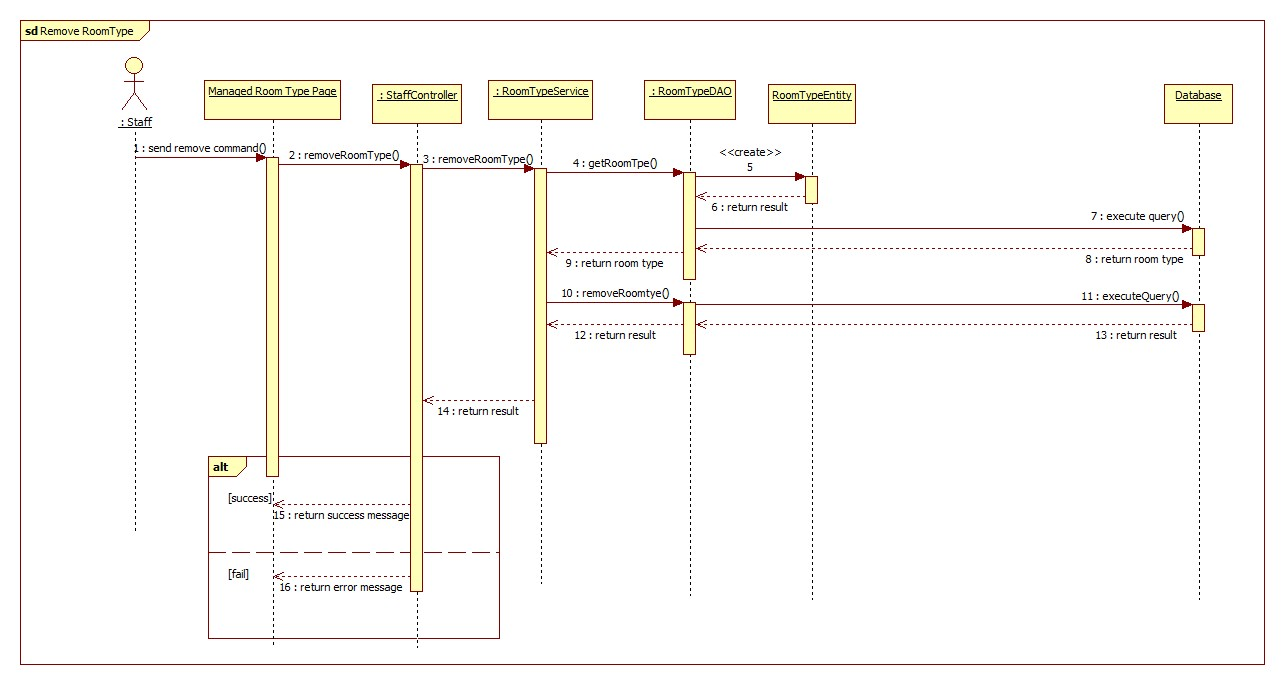 sd Remove RoomType
: Staff
Managed Room Type Page
: StaffController
: RoomTypeService
: RoomTypeDAO
RoomTypeEntity
Database
1 : send remove command()
2 : removeRoomType()
3 : removeRoomType()
4 : getRoomTpe()
<<create>>
5
6 : return result
7 : execute query()
8 : return room type
9 : return room type
10 : removeRoomtye()
11 : executeQuery()
12 : return result
13 : return result
14 : return result
alt
[success]
15 : return success message
[fail]
16 : return error message